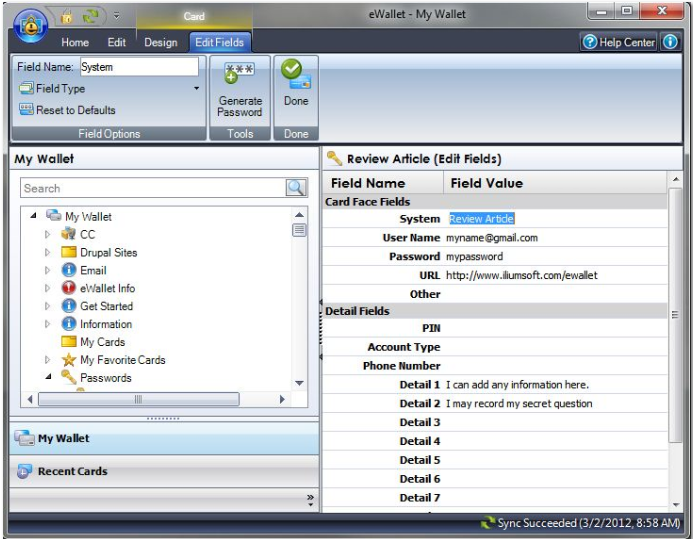 Card
eWallet - My Wallet
Home Edit Design Edit Fields
Help Center
Field Name: System
Field Type
Reset to Defaults
Field Options
***
Generate Password
Tools
Done
Done
My Wallet
Search
My Wallet
CC
Drupal Sites
Email
eWallet Info
Get Started
Information
My Cards
My Favorite Cards
Passwords
My Wallet
Recent Cards
Review Article (Edit Fields)
Field Name Field Value
Card Face Fields
System Review Article
User Name myname@gmail.com
Password mypassword
URL http://www.iliumsoft.com/ewallet
Other
Detail Fields
PIN
Account Type
Phone Number
Detail 1 I can add any information here.
Detail 2 I may record my secret question
Detail 3
Detail 4
Detail 5
Detail 6
Detail 7
Sync Succeeded (3/2/2012, 8:58 AM)